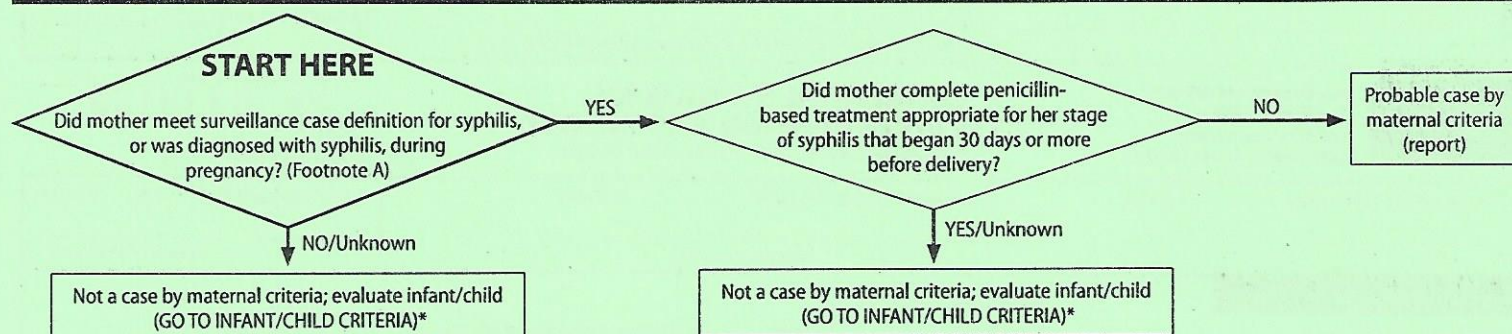 START HERE
Did mother meet surveillance case definition for syphilis,
or was diagnosed with syphilis, during
pregnancy? (Footnote A)
YES
Did mother complete penicillin-
based treatment appropriate for her stage
of syphilis that began 30 days or more
before delivery?
NO
Probable case by
maternal criteria
(report)
NO/Unknown
Not a case by maternal criteria; evaluate infant/child
(GO TO INFANT/CHILD CRITERIA)*
YES/Unknown
Not a case by maternal criteria; evaluate infant/child
(GO TO INFANT/CHILD CRITERIA)*